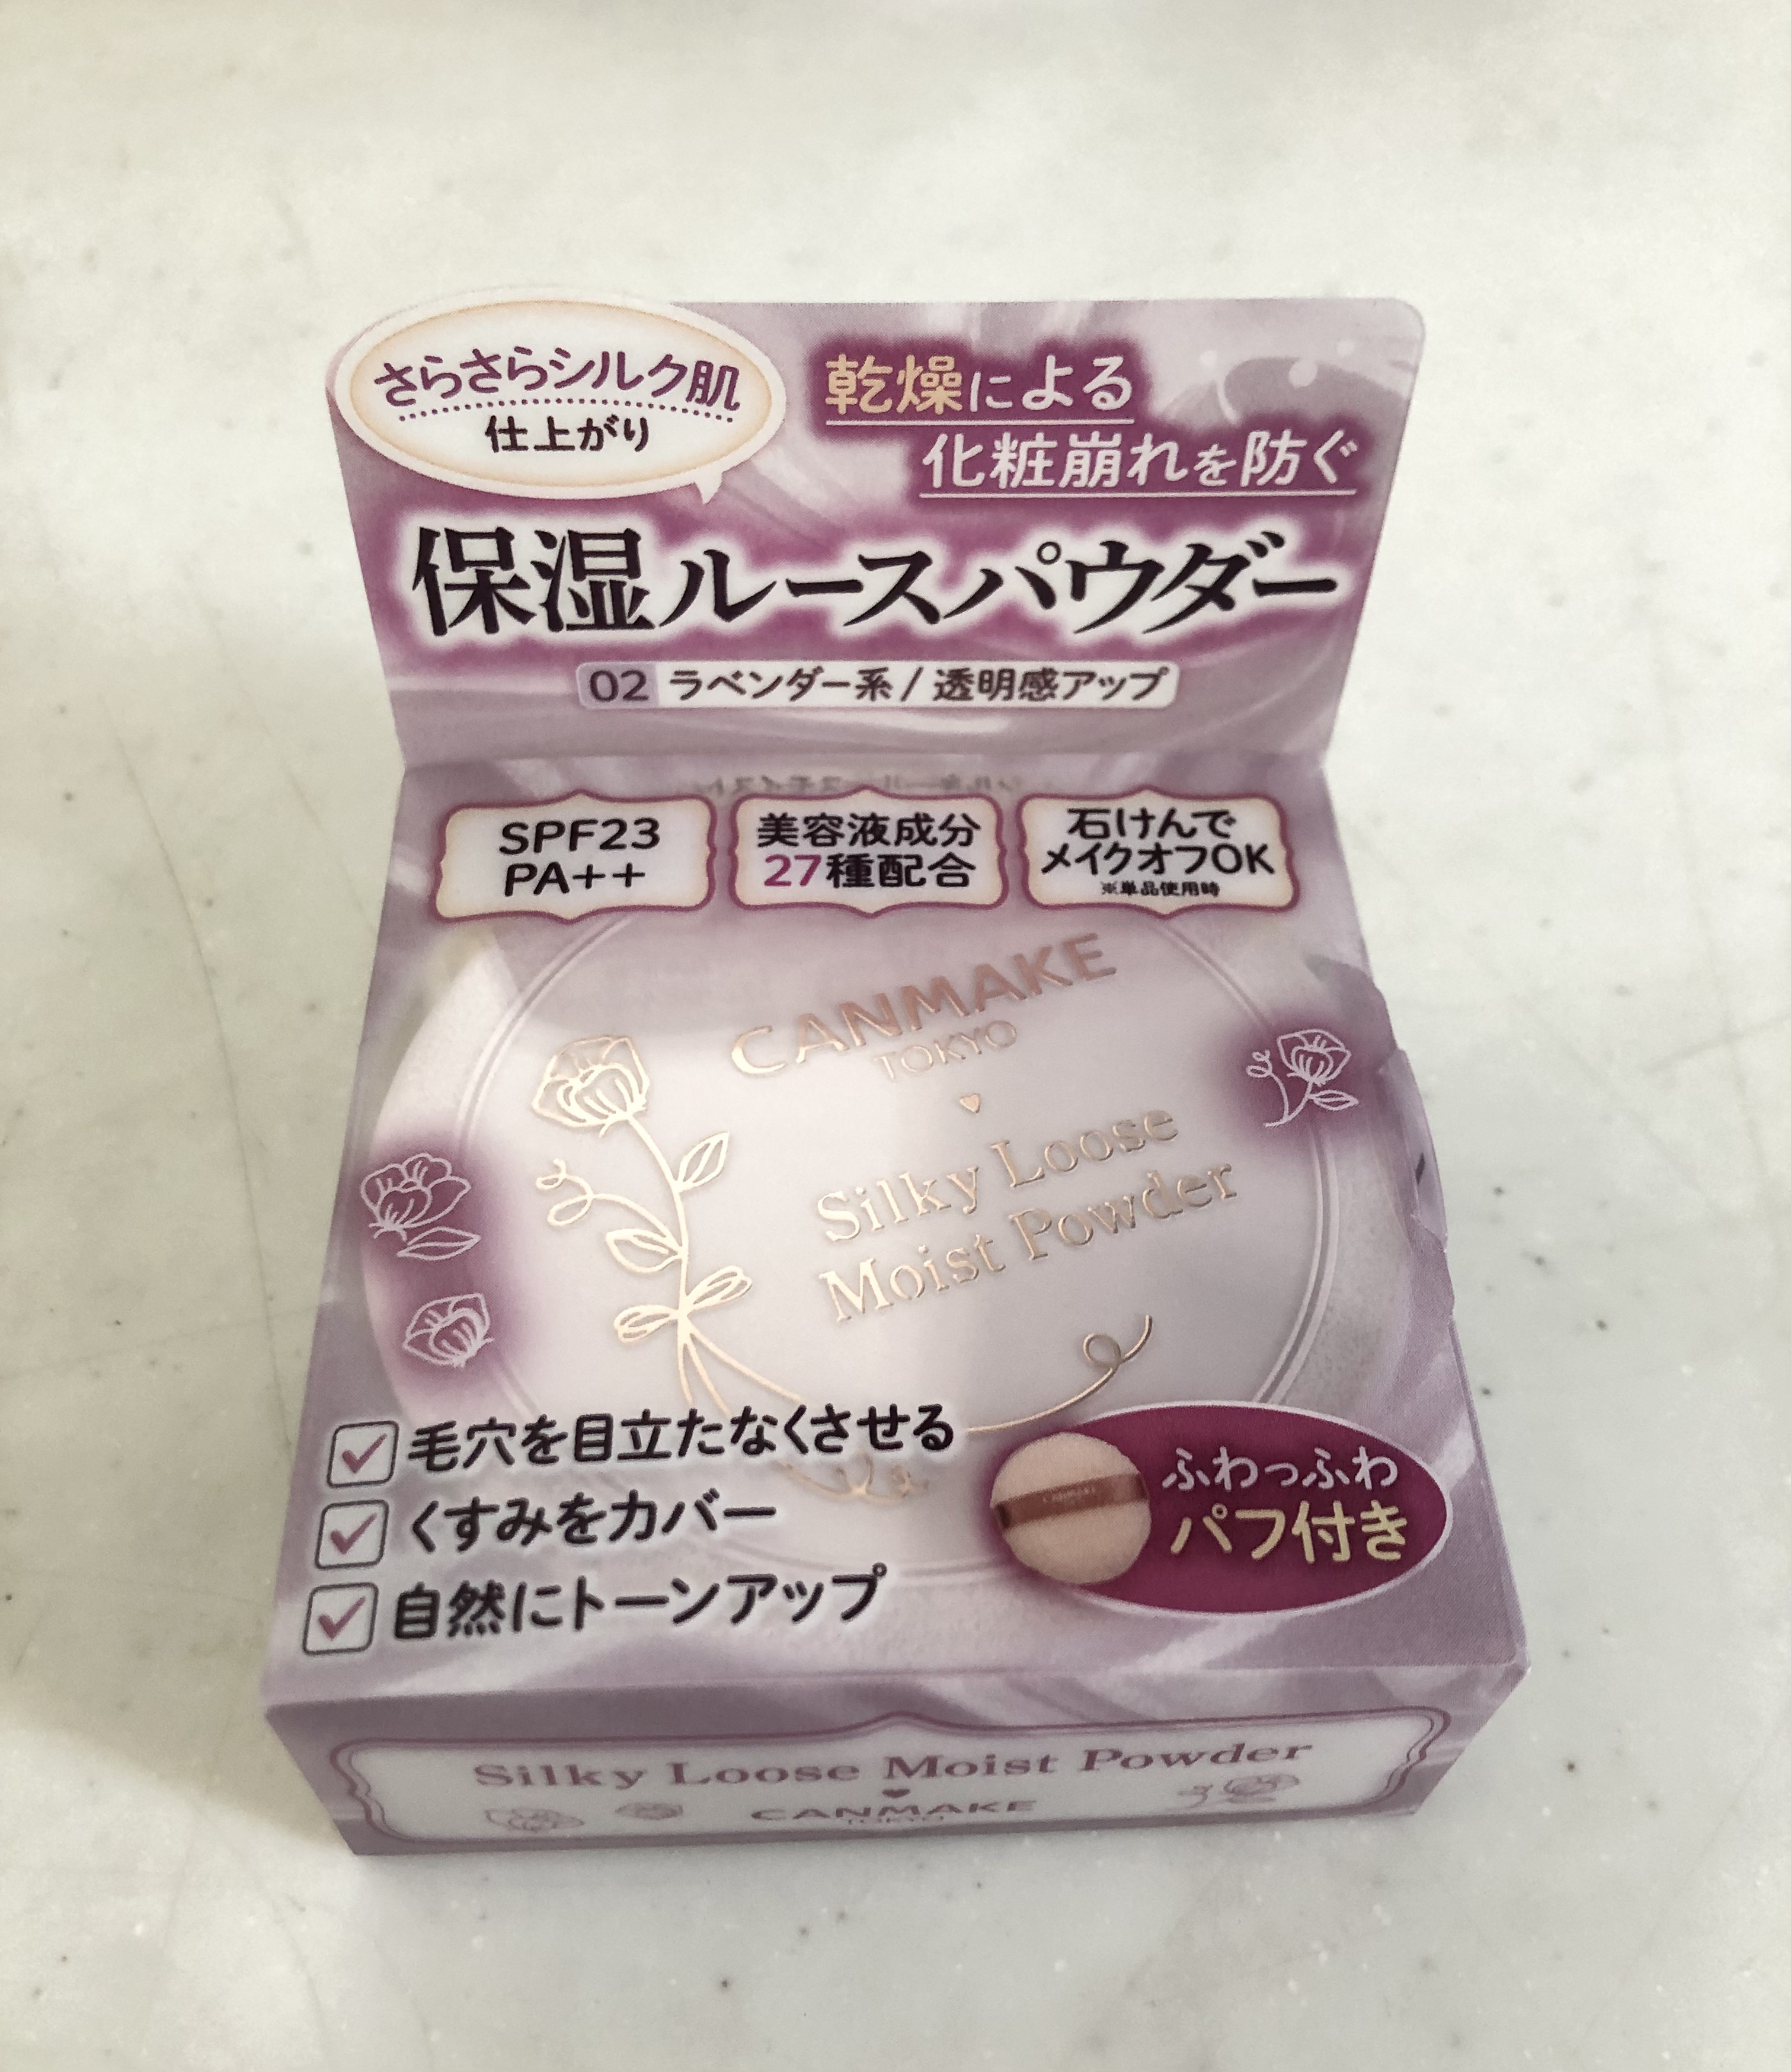 さらさらシルク肌
仕上がり
乾燥による
化粧崩れを防ぐ
保湿ルースパウダー
02 ラベンダー系 / 透明感アップ
SPF23
PA++
美容液成分
27種配合
石けんで
メイクオフOK
※単品使用時
CANMAKE
TOKYO
Silky Loose
Moist Powder
毛穴を目立たなくさせる
くすみをカバー
自然にトーンアップ
CANMAKE
ふわっふわ
パフ付き
Silky Loose Moist Powder
CANMAKE
TOKYO